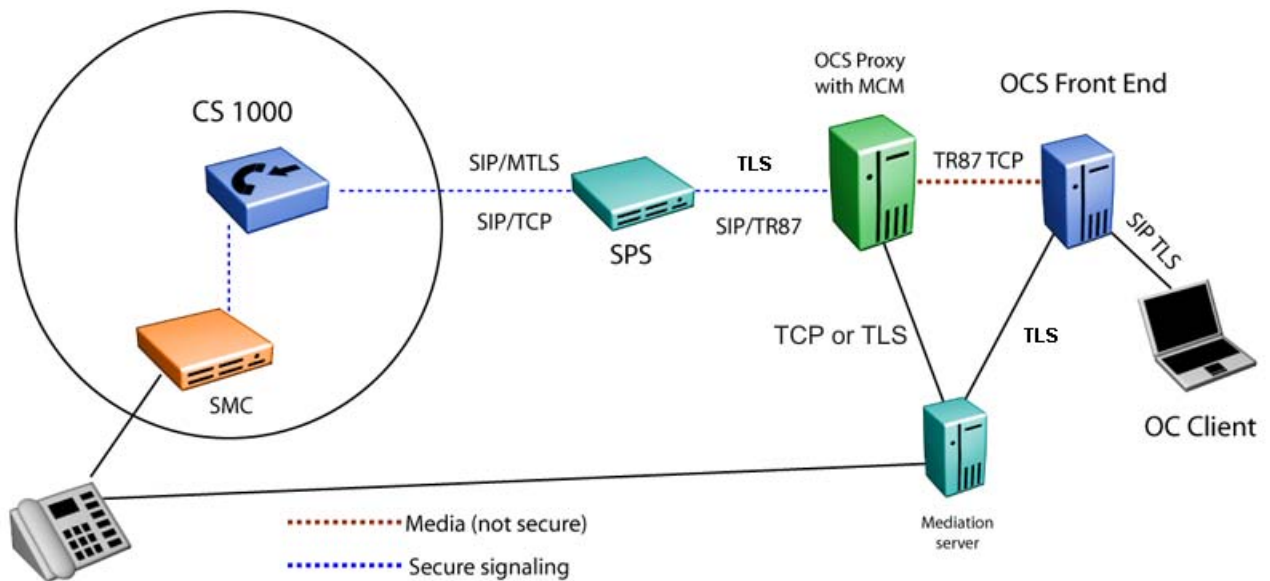 OCS Proxy
with MCM
OCS Front End
CS 1000
SIP/MTLS
TLS
TR87 TCP
SIP/TCP
SIP/TR87
SPS
SIP TLS
TCP or TLS
TLS
SMC
OC Client
Mediation
server
Media (not secure)
Secure signaling